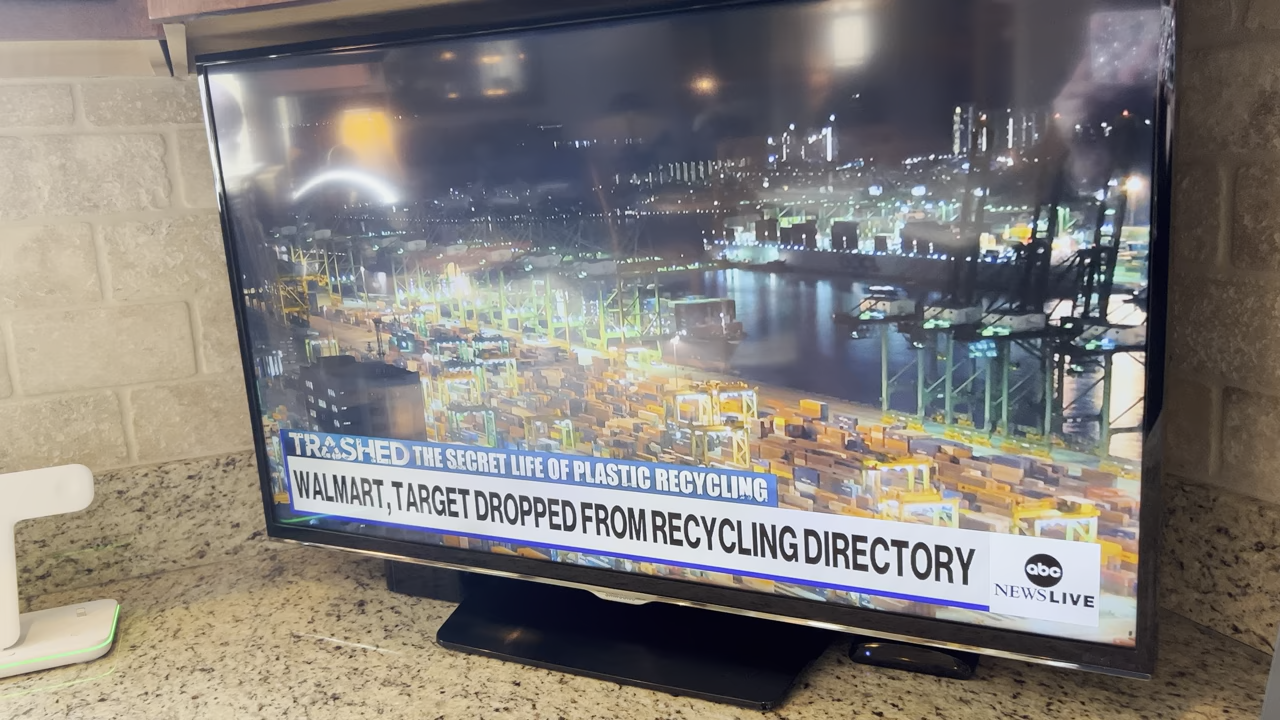 TRASHED THE SECRET LIFE OF PLASTIC RECYCLING
WALMART, TARGET DROPPED FROM RECYCLING DIRECTORY
abc
NEWSLIVE